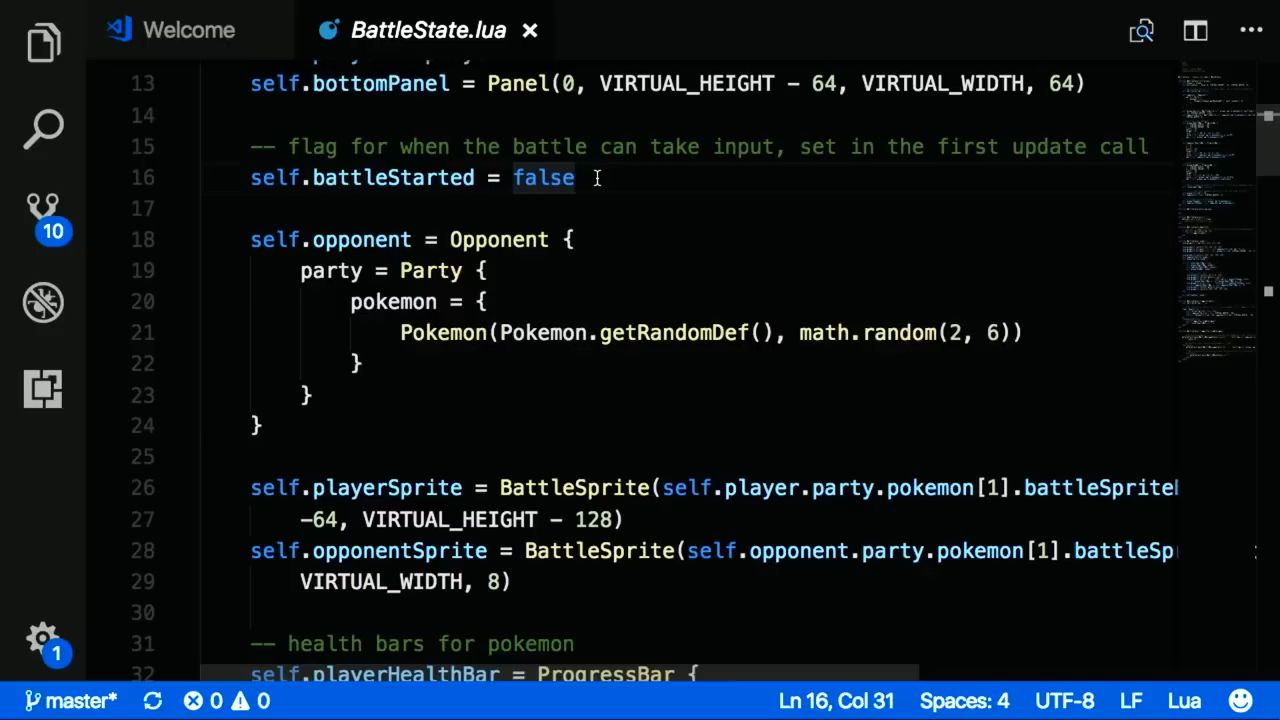 Welcome
BattleState.lua
13 self.bottomPanel = Panel(0, VIRTUAL_HEIGHT - 64, VIRTUAL_WIDTH, 64)
14
15 -- flag for when the battle can take input, set in the first update call
16 self.battleStarted = false
17
18 self.opponent = Opponent {
19 party = Party {
20 pokemon = {
21 Pokemon(Pokemon.getRandomDef(), math.random(2, 6))
22 }
23 }
24 }
25
26 self.playerSprite = BattleSprite(self.player.party.pokemon[1].battleSprite
27 -64, VIRTUAL_HEIGHT - 128)
28 self.opponentSprite = BattleSprite(self.opponent.party.pokemon[1].battleSp
29 VIRTUAL_WIDTH, 8)
30
31 -- health bars for pokemon
32 self.playerHealthBar = ProgressBar {
10
1
master* 0 0 Ln 16, Col 31 Spaces: 4 UTF-8 LF Lua